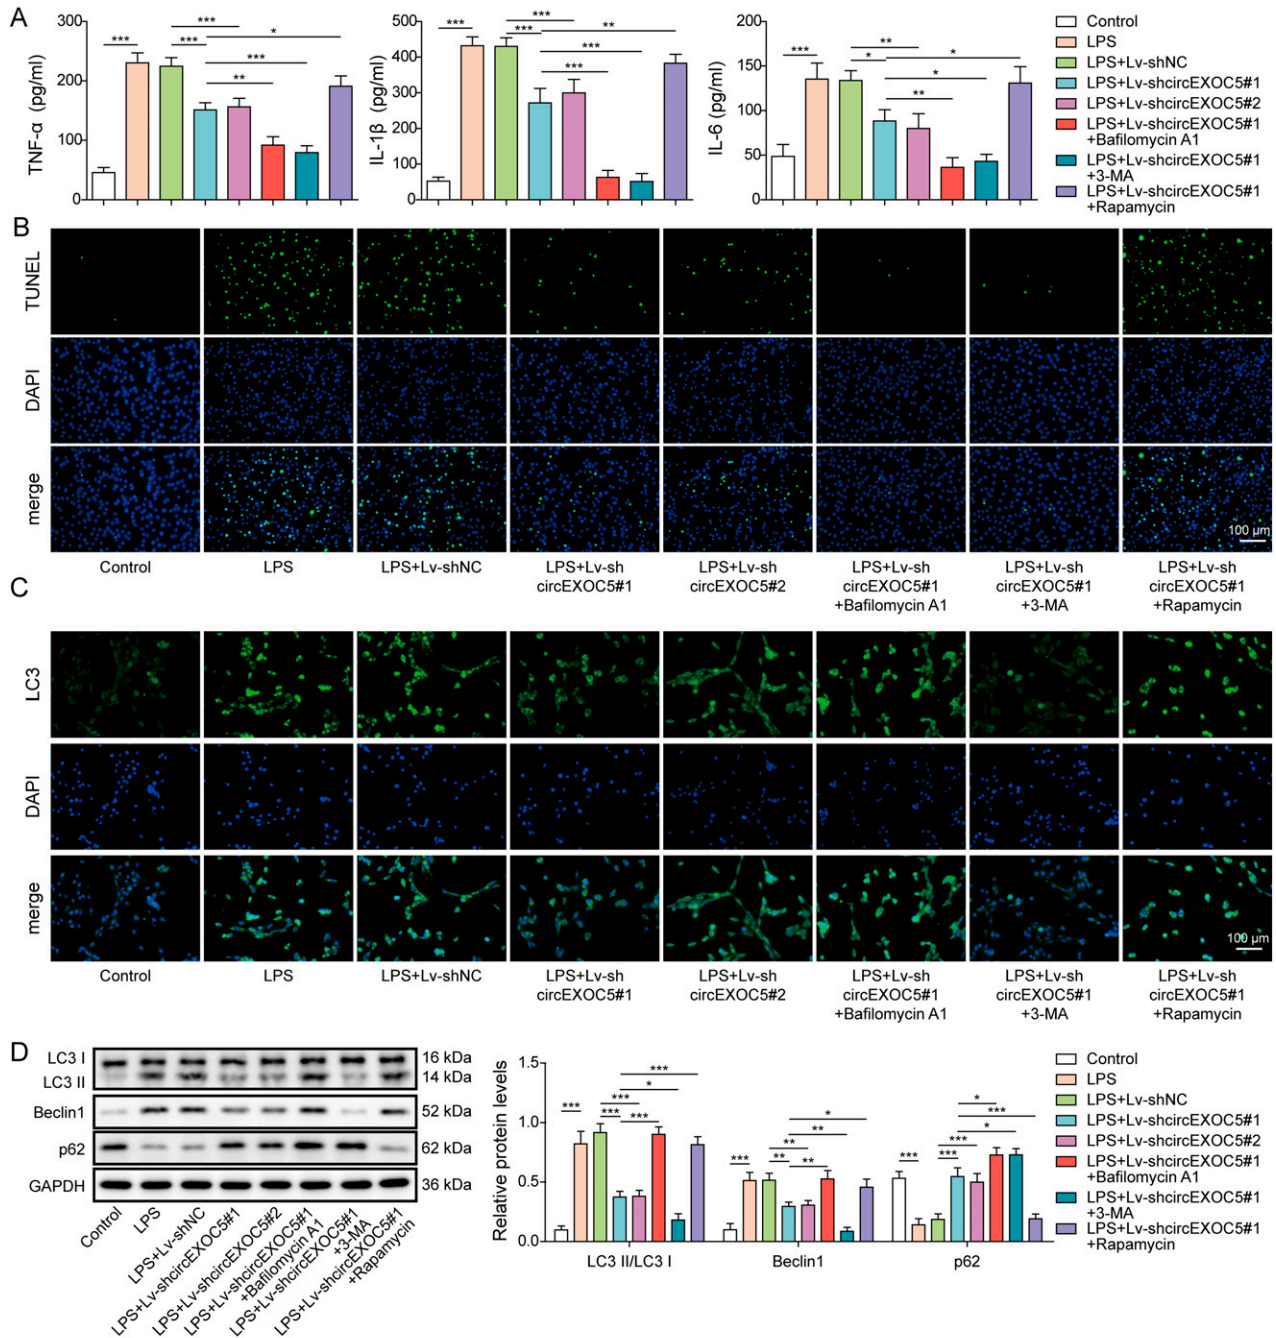 A
TNF-α (pg/ml)
300
200
100
0
***
***
***
*
***
**
IL-1β (pg/ml)
500
400
300
200
100
0
***
***
***
**
***
***
IL-6 (pg/ml)
200
150
100
50
0
***
**
*
*
*
**
Control
LPS
LPS+Lv-shNC
LPS+Lv-shcircEXOC5#1
LPS+Lv-shcircEXOC5#2
LPS+Lv-shcircEXOC5#1
+Bafilomycin A1
LPS+Lv-shcircEXOC5#1
+3-MA
LPS+Lv-shcircEXOC5#1
+Rapamycin
B
TUNEL
DAPI
merge
100 μm
Control
LPS
LPS+Lv-shNC
LPS+Lv-sh
circEXOC5#1
LPS+Lv-sh
circEXOC5#2
LPS+Lv-sh
circEXOC5#1
+Bafilomycin A1
LPS+Lv-sh
circEXOC5#1
+3-MA
LPS+Lv-sh
circEXOC5#1
+Rapamycin
C
LC3
DAPI
merge
100 μm
Control
LPS
LPS+Lv-shNC
LPS+Lv-sh
circEXOC5#1
LPS+Lv-sh
circEXOC5#2
LPS+Lv-sh
circEXOC5#1
+Bafilomycin A1
LPS+Lv-sh
circEXOC5#1
+3-MA
LPS+Lv-sh
circEXOC5#1
+Rapamycin
D
LC3 I
16 kDa
LC3 II
14 kDa
Beclin1
52 kDa
p62
62 kDa
GAPDH
36 kDa
Control
LPS
LPS+Lv-shNC
LPS+Lv-shcircEXOC5#1
LPS+Lv-shcircEXOC5#2
LPS+Lv-shcircEXOC5#1
+Bafilomycin A1
LPS+Lv-shcircEXOC5#1
+3-MA
LPS+Lv-shcircEXOC5#1
+Rapamycin
Relative protein levels
1.5
1.0
0.5
0.0
***
***
*
***
***
***
LC3 II/LC3 I
***
*
**
**
**
**
Beclin1
***
*
***
*
***
***
p62
Control
LPS
LPS+Lv-shNC
LPS+Lv-shcircEXOC5#1
LPS+Lv-shcircEXOC5#2
LPS+Lv-shcircEXOC5#1
+Bafilomycin A1
LPS+Lv-shcircEXOC5#1
+3-MA
LPS+Lv-shcircEXOC5#1
+Rapamycin